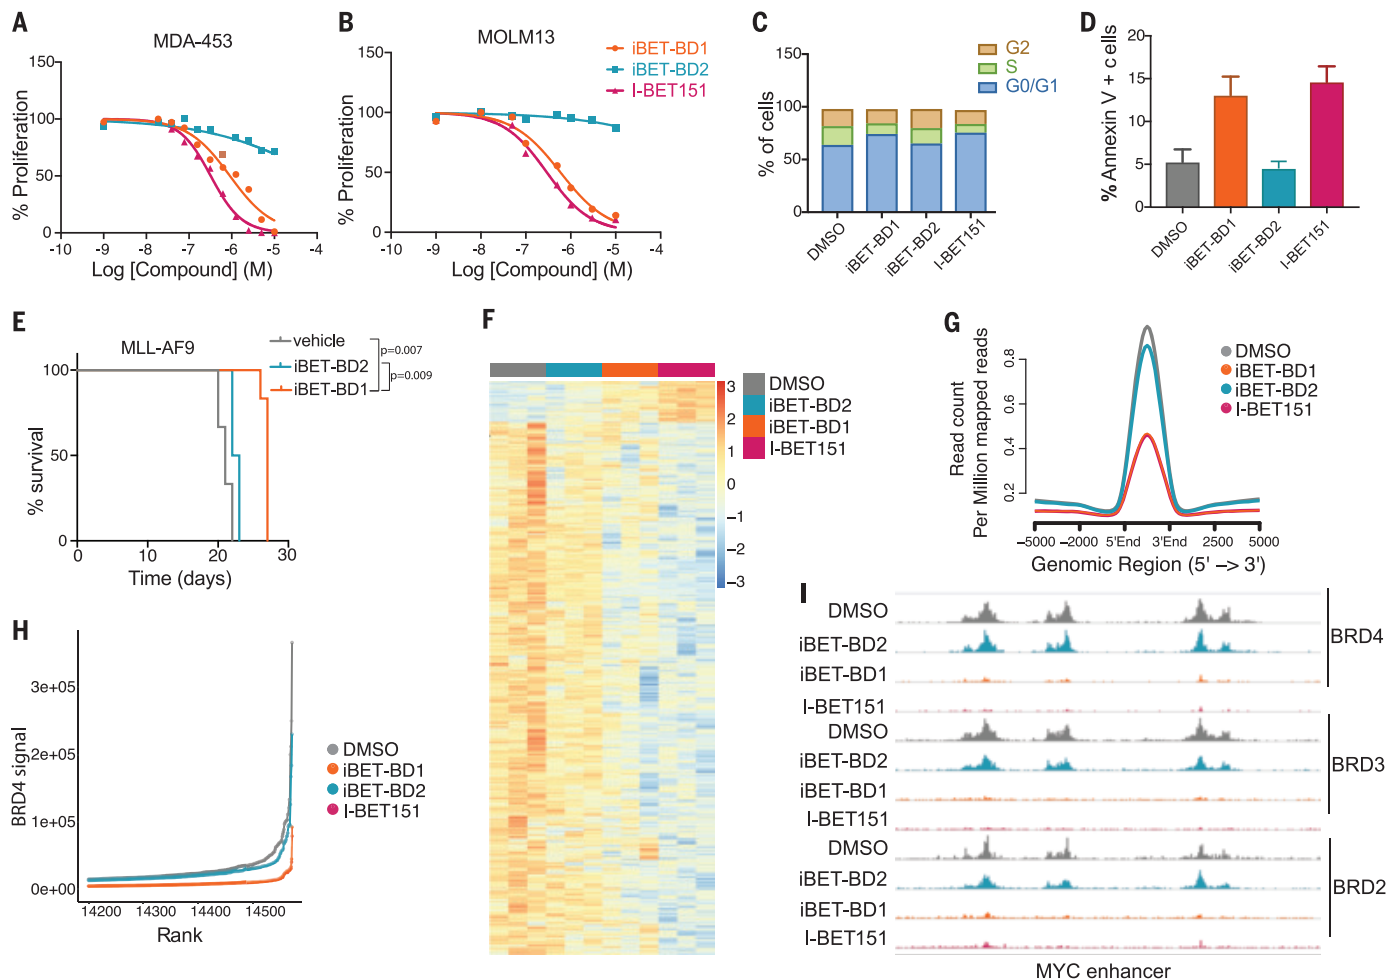 A
MDA-453
150
100
50
0
% Proliferation
-10
-9
-8
-7
-6
-5
-4
Log [Compound] (M)
B
MOLM13
iBET-BD1
iBET-BD2
I-BET151
150
100
50
0
% Proliferation
-10
-9
-8
-7
-6
-5
-4
Log [Compound] (M)
C
G2
S
G0/G1
150
100
50
0
% of cells
DMSO
iBET-BD1
iBET-BD2
I-BET151
D
20
15
10
5
0
% Annexin V + cells
DMSO
iBET-BD1
iBET-BD2
I-BET151
E
MLL-AF9
vehicle
iBET-BD2
iBET-BD1
p=0.007
p=0.009
100
50
0
% survival
0
10
20
30
Time (days)
F
3
2
1
0
−1
−2
−3
DMSO
iBET-BD2
iBET-BD1
I-BET151
G
DMSO
iBET-BD1
iBET-BD2
I-BET151
0.8
0.6
0.4
0.2
Read count
Per Million mapped reads
−5000
−2000
5'End
3'End
2500
5000
Genomic Region (5' −> 3')
H
3e+05
2e+05
1e+05
0e+00
BRD4 signal
14200
14300
14400
14500
Rank
DMSO
iBET-BD1
iBET-BD2
I-BET151
I
DMSO
iBET-BD2
iBET-BD1
I-BET151
BRD4
DMSO
iBET-BD2
iBET-BD1
I-BET151
BRD3
DMSO
iBET-BD2
iBET-BD1
I-BET151
BRD2
MYC enhancer